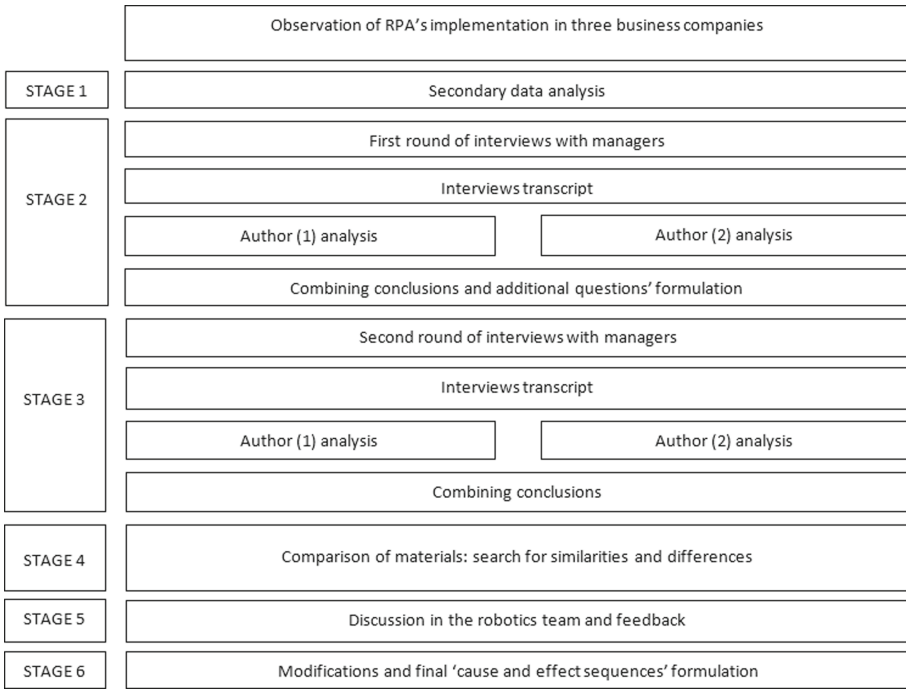 Observation of RPA's implementation in three business companies
STAGE 1
Secondary data analysis
STAGE 2
First round of interviews with managers
Interviews transcript
Author (1) analysis
Author (2) analysis
Combining conclusions and additional questions' formulation
STAGE 3
Second round of interviews with managers
Interviews transcript
Author (1) analysis
Author (2) analysis
Combining conclusions
STAGE 4
Comparison of materials: search for similarities and differences
STAGE 5
Discussion in the robotics team and feedback
STAGE 6
Modifications and final 'cause and effect sequences' formulation